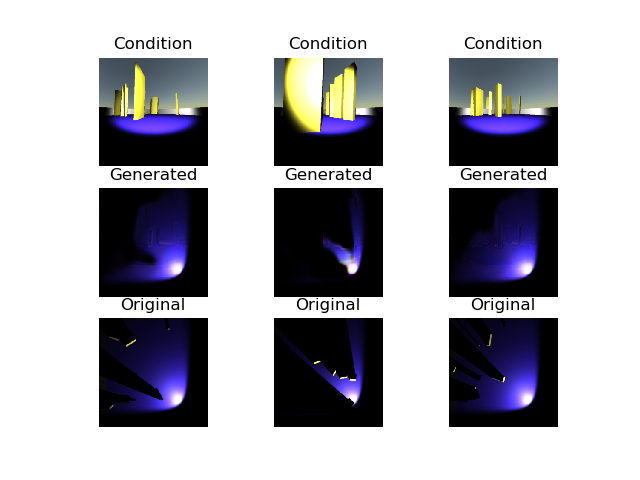 Condition
Condition
Condition
Generated
Generated
Generated
Original
Original
Original